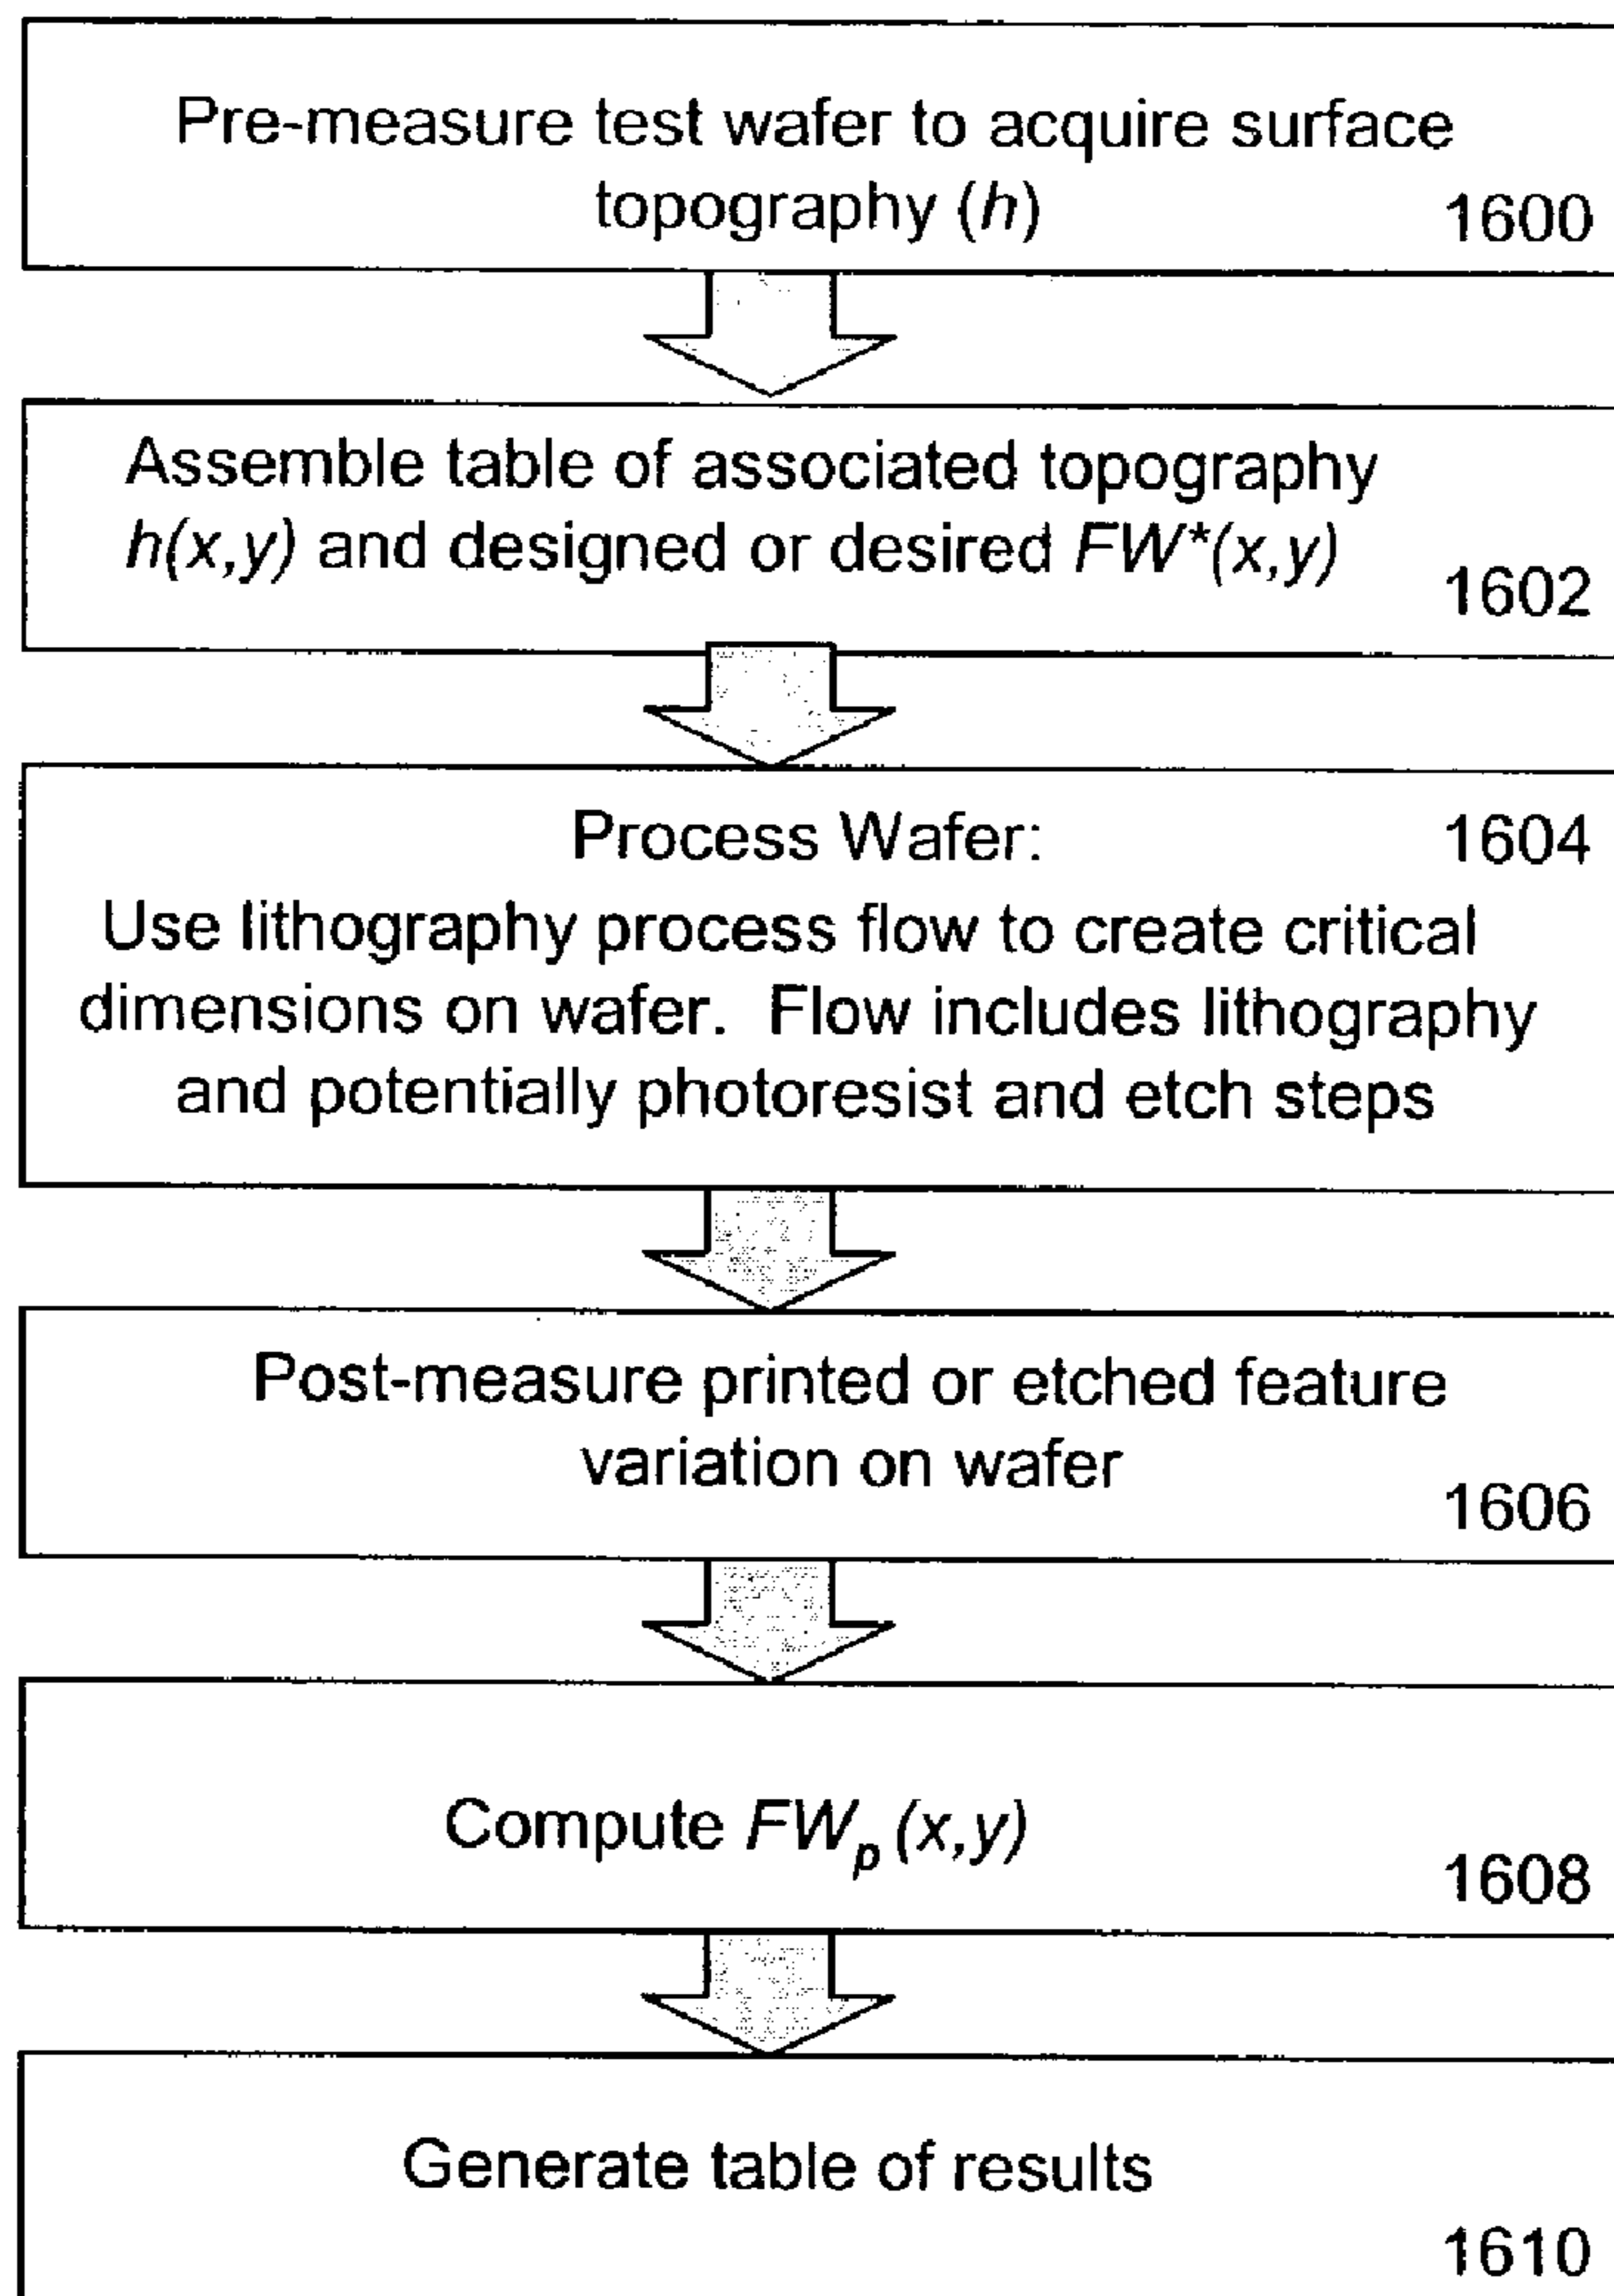 Pre-measure test wafer to acquire surface
topography (h)
1600
Assemble table of associated topography
h(x,y) and designed or desired FW*(x,y)
1602
Process Wafer:
1604
Use lithography process flow to create critical
dimensions on wafer. Flow includes lithography
and potentially photoresist and etch steps
Post-measure printed or etched feature
variation on wafer
1606
Compute FWp(x,y)
1608
Generate table of results
1610